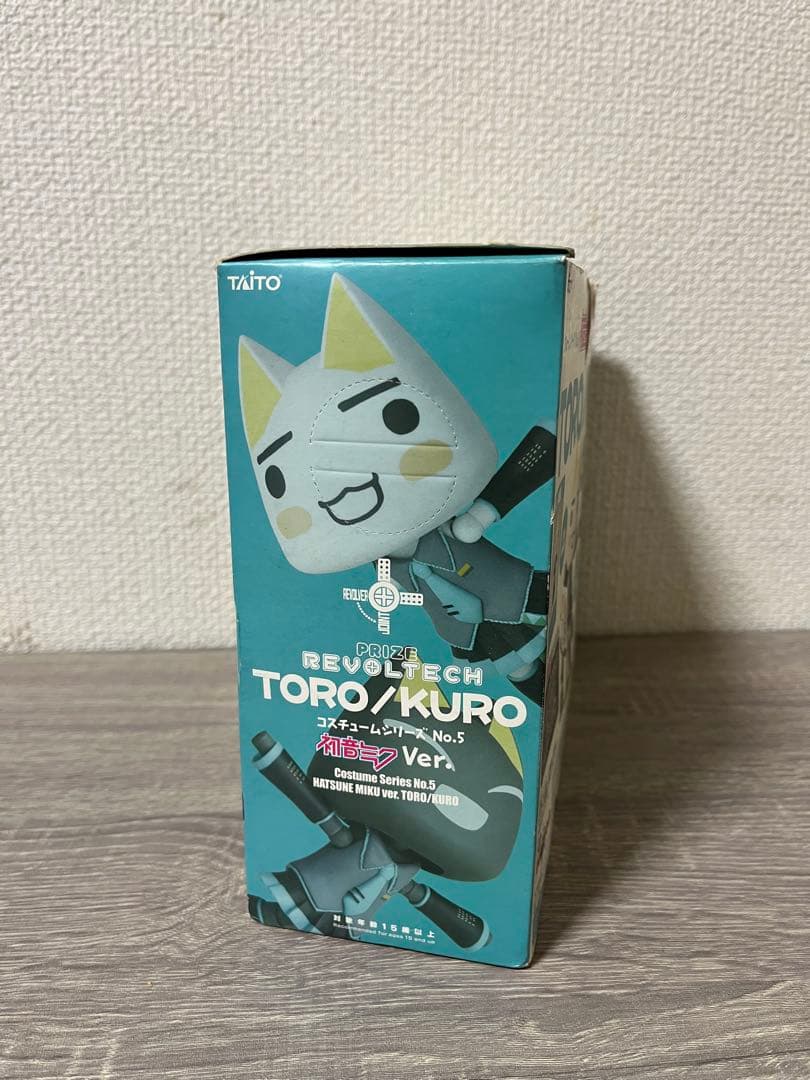 TAITO
REVOLVER
JOINT
PRIZE
REVOLTECH
TORO/KURO
コスチュームシリーズ No.5
初音ミク Ver.
Costume Series No.5
HATSUNE MIKU ver. TORO/KURO
対象年齢15歳以上
Recommended for ages 15 and up
TORO